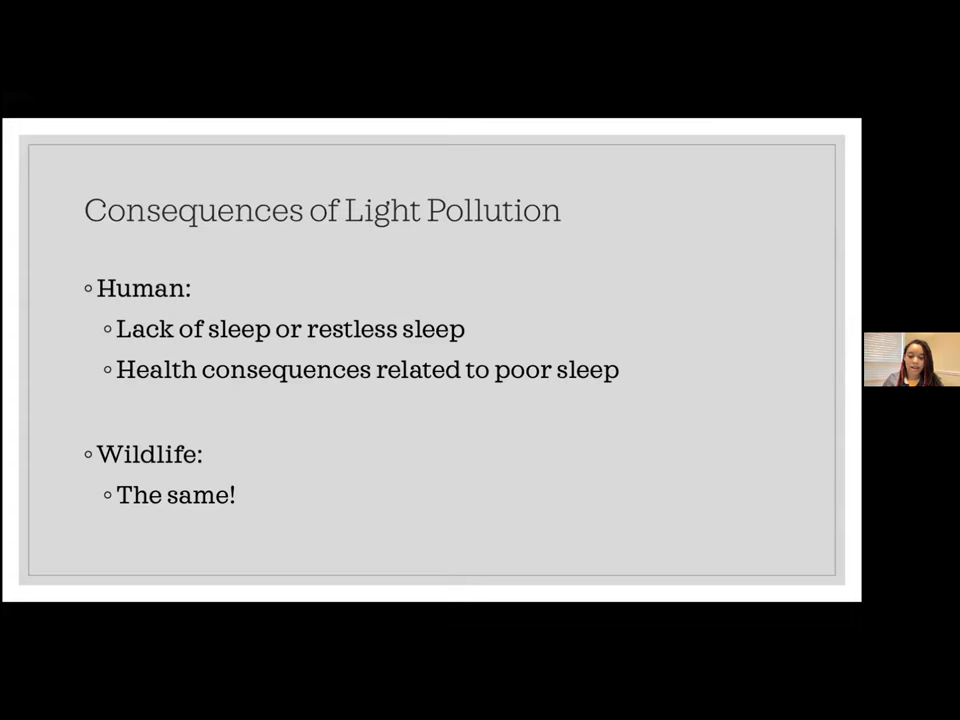 Consequences of Light Pollution
◦Human:
◦Lack of sleep or restless sleep
◦Health consequences related to poor sleep
◦Wildlife:
◦The same!